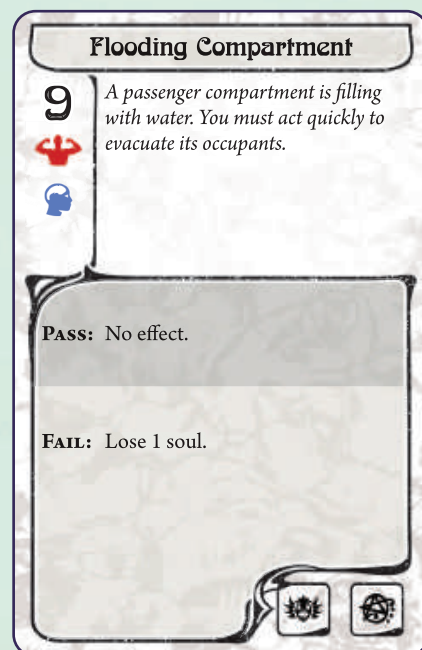 Flooding Compartment
9
A passenger compartment is filling
with water. You must act quickly to
evacuate its occupants.
PASS: No effect.
FAIL: Lose 1 soul.